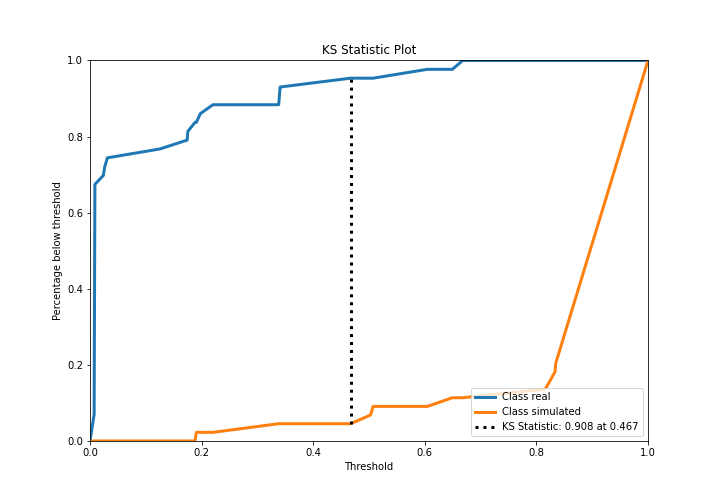 KS Statistic Plot
1.0
0.8
0.6
0.4
0.2
0.0
Percentage below threshold
0.0 0.2 0.4 0.6 0.8 1.0
Threshold
Class real
Class simulated
KS Statistic: 0.908 at 0.467